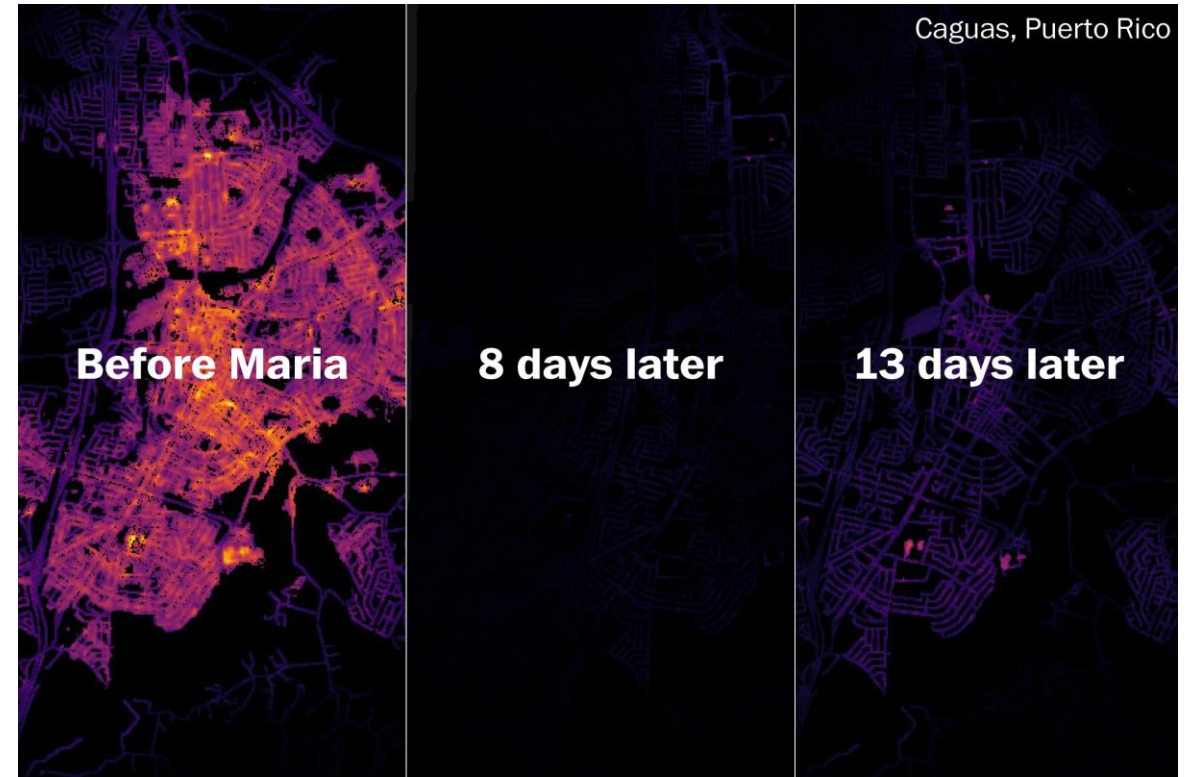 Caguas, Puerto Rico
Before Maria
8 days later
13 days later